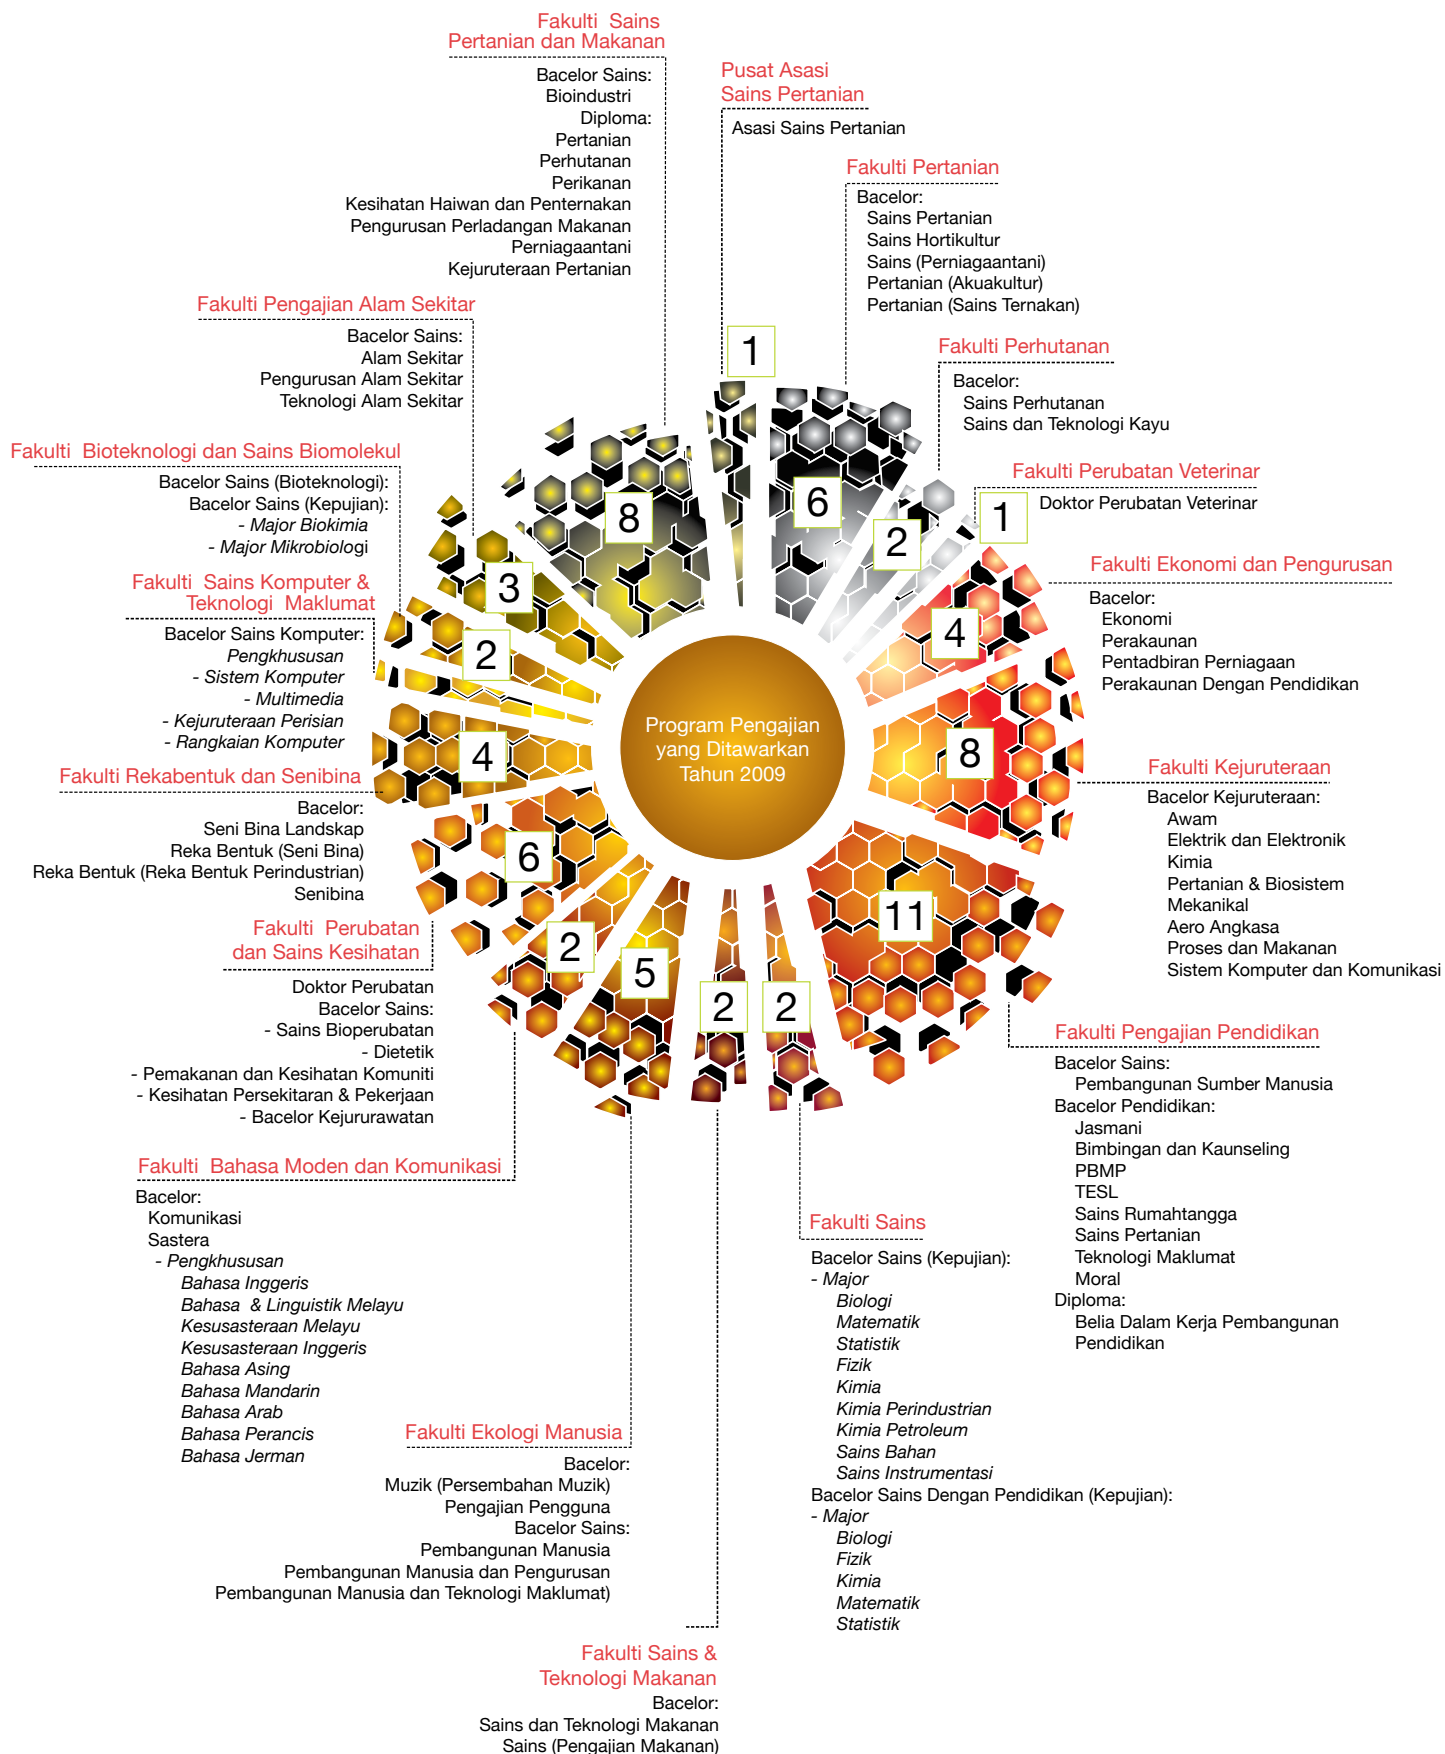 Fakulti Sains
Pertanian dan Makanan
Bacelor Sains:
Bioindustri
Diploma:
Pertanian
Perhutanan
Perikanan
Kesihatan Haiwan dan Penternakan
Pengurusan Perladangan Makanan
Perniagaantani
Kejuruteraan Pertanian
Pusat Asasi
Sains Pertanian
Asasi Sains Pertanian
Fakulti Pertanian
Bacelor:
Sains Pertanian
Sains Hortikultur
Sains (Perniagaantani)
Pertanian (Akuakultur)
Pertanian (Sains Ternakan)
Fakulti Perhutanan
Bacelor:
Sains Perhutanan
Sains dan Teknologi Kayu
Fakulti Perubatan Veterinar
Doktor Perubatan Veterinar
Fakulti Ekonomi dan Pengurusan
Bacelor:
Ekonomi
Perakaunan
Pentadbiran Perniagaan
Perakaunan Dengan Pendidikan
Fakulti Kejuruteraan
Bacelor Kejuruteraan:
Awam
Elektrik dan Elektronik
Kimia
Pertanian & Biosistem
Mekanikal
Aero Angkasa
Proses dan Makanan
Sistem Komputer dan Komunikasi
Fakulti Pengajian Pendidikan
Bacelor Sains:
Pembangunan Sumber Manusia
Bacelor Pendidikan:
Jasmani
Bimbingan dan Kaunseling
PBMP
TESL
Sains Rumahtangga
Sains Pertanian
Teknologi Maklumat
Moral
Diploma:
Belia Dalam Kerja Pembangunan
Pendidikan
Fakulti Sains
Bacelor Sains (Kepujian):
- Major
Biologi
Matematik
Statistik
Fizik
Kimia
Kimia Perindustrian
Kimia Petroleum
Sains Bahan
Sains Instrumentasi
Bacelor Sains Dengan Pendidikan (Kepujian):
- Major
Biologi
Fizik
Kimia
Matematik
Statistik
Fakulti Sains &
Teknologi Makanan
Bacelor:
Sains dan Teknologi Makanan
Sains (Pengajian Makanan)
Fakulti Ekologi Manusia
Bacelor:
Muzik (Persembahan Muzik)
Pengajian Pengguna
Bacelor Sains:
Pembangunan Manusia
Pembangunan Manusia dan Pengurusan
Pembangunan Manusia dan Teknologi Maklumat)
Fakulti Bahasa Moden dan Komunikasi
Bacelor:
Komunikasi
Sastera
- Pengkhususan
Bahasa Inggeris
Bahasa & Linguistik Melayu
Kesusasteraan Melayu
Kesusasteraan Inggeris
Bahasa Asing
Bahasa Mandarin
Bahasa Arab
Bahasa Perancis
Bahasa Jerman
Fakulti Perubatan
dan Sains Kesihatan
Doktor Perubatan
Bacelor Sains:
- Sains Bioperubatan
- Dietetik
- Pemakanan dan Kesihatan Komuniti
- Kesihatan Persekitaran & Pekerjaan
- Bacelor Kejururawatan
Fakulti Rekabentuk dan Senibina
Bacelor:
Seni Bina Landskap
Reka Bentuk (Seni Bina)
Reka Bentuk (Reka Bentuk Perindustrian)
Senibina
Fakulti Sains Komputer &
Teknologi Maklumat
Bacelor Sains Komputer:
Pengkhususan
- Sistem Komputer
- Multimedia
- Kejuruteraan Perisian
- Rangkaian Komputer
Fakulti Bioteknologi dan Sains Biomolekul
Bacelor Sains (Bioteknologi):
Bacelor Sains (Kepujian):
- Major Biokimia
- Major Mikrobiologi
Fakulti Pengajian Alam Sekitar
Bacelor Sains:
Alam Sekitar
Pengurusan Alam Sekitar
Teknologi Alam Sekitar
1
6
2
1
4
8
11
2
2
5
2
6
4
2
3
8
Program Pengajian
yang Ditawarkan
Tahun 2009